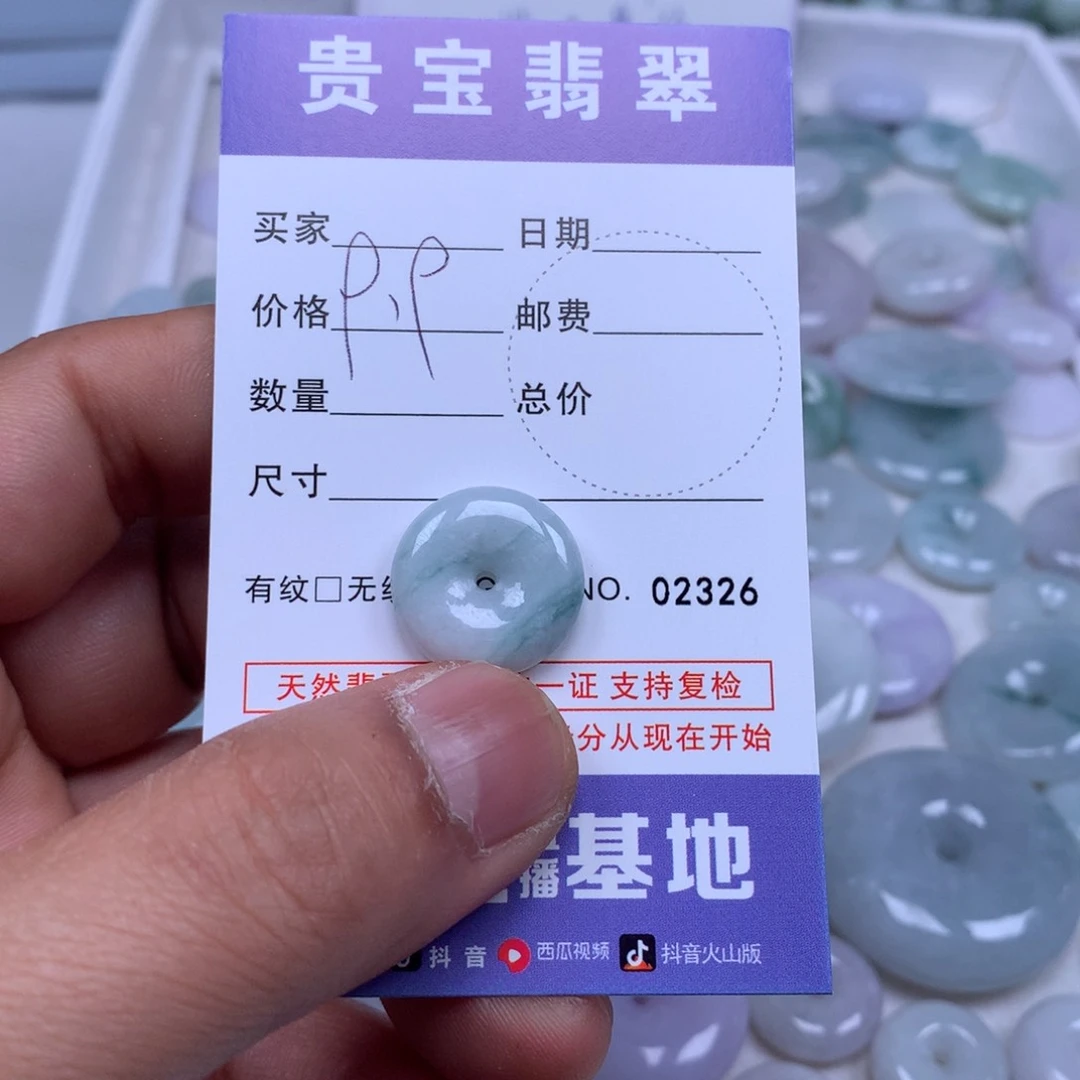 贵宝翡翠
买家 日期
价格 P.P 邮费
数量 总价
尺寸
有纹□无 NO. 02326
天然 一证 支持复检
分从现在开始
播 基地
抖音 西瓜视频 抖音火山版